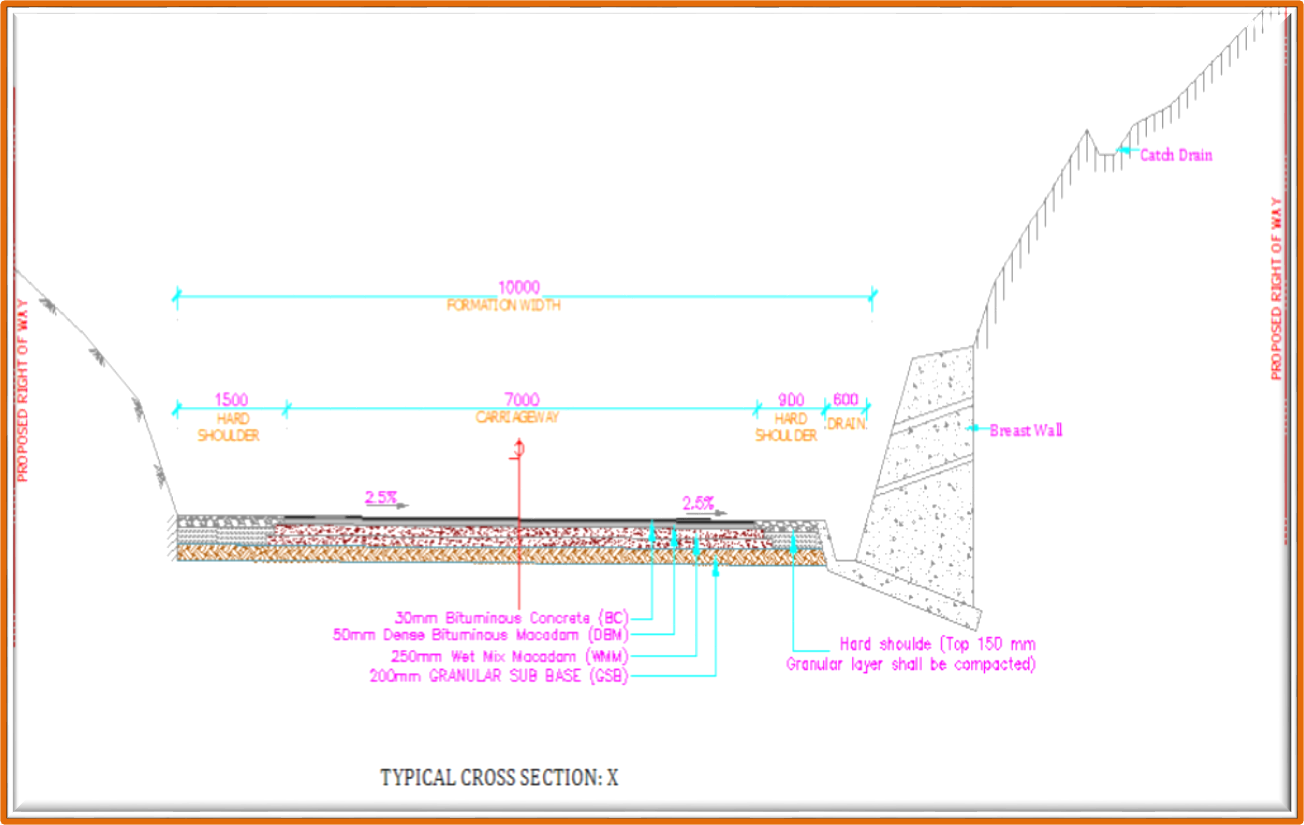 Catch Drain
PROPOSED RIGHT OF WAY
PROPOSED RIGHT OF WAY
10000
FORMATION WIDTH
1500
HARD
SHOULDER
7000
CARRIAGEWAY
900
HARD
SHOULDER
600
DRAIN
Breast Wall
2.5%
2.5%
30mm Bituminous Concrete (BC)
50mm Dense Bituminous Macadam (DBM)
250mm Wet Mix Macadam (WMM)
200mm GRANULAR SUB BASE (GSB)
Hard shoulde (Top 150 mm
Granular layer shall be compacted)
TYPICAL CROSS SECTION: X